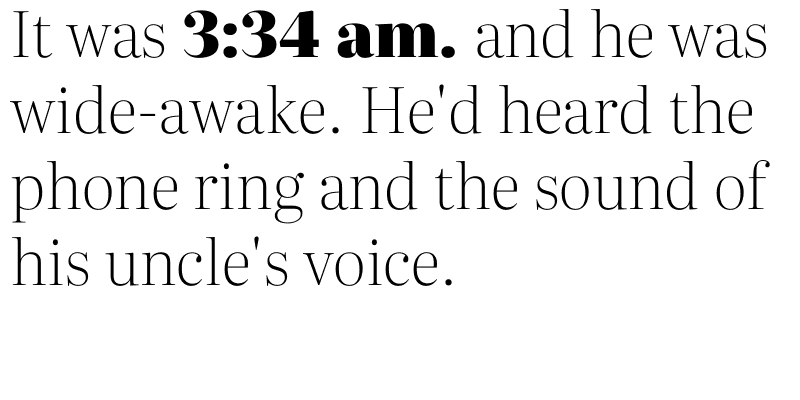 It was 3:34 am. and he was
wide-awake. He'd heard the
phone ring and the sound of
his uncle's voice.